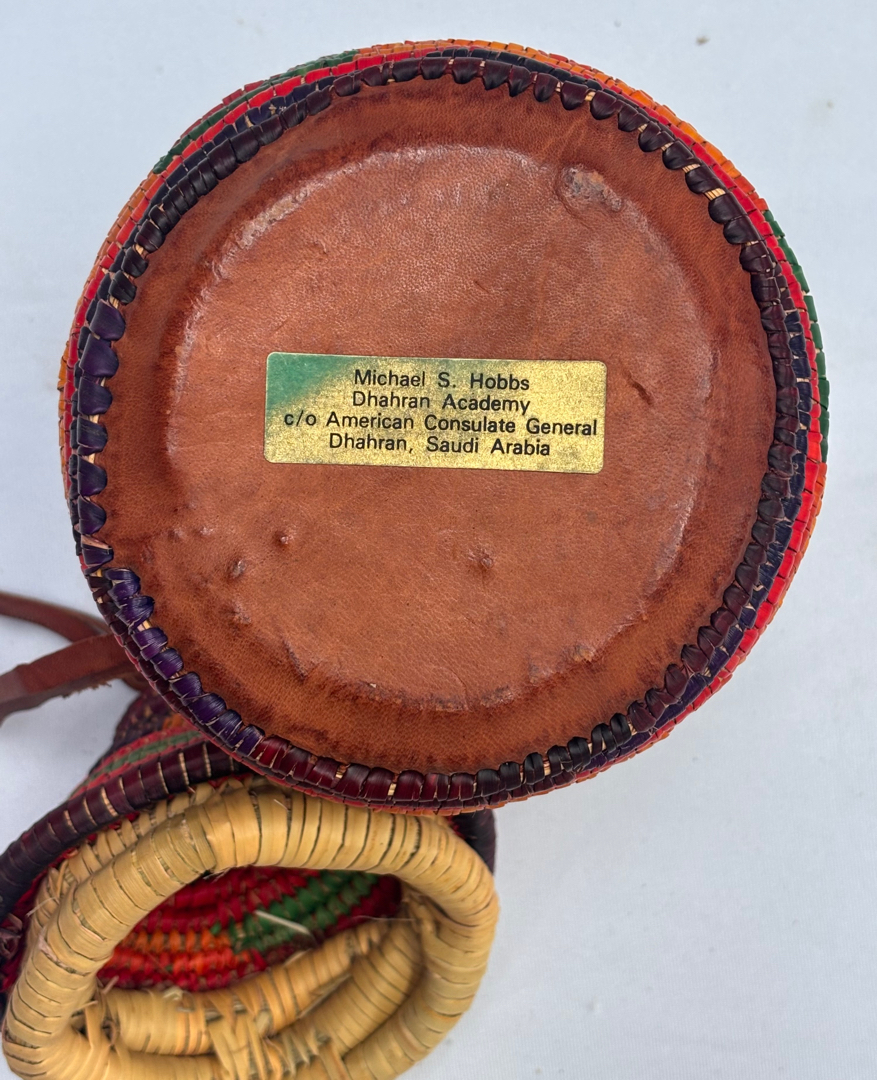 Michael S. Hobbs
Dhahran Academy
c/o American Consulate General
Dhahran, Saudi Arabia